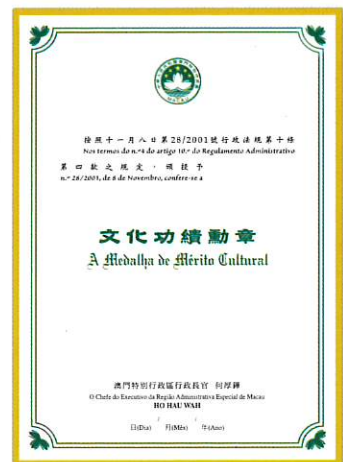 按照十一月八日第28/2001號行政法規第十條
Nos termos do n.º4 do artigo 10.º do Regulamento Administrativo
第四款之規定，頒授予
n.º 28/2001, de 8 de Novembro, confere-se a
文化功績勳章
A Medalha de Mérito Cultural
澳門特別行政區行政長官 何厚鏵
O Chefe do Executivo da Região Administrativa Especial de Macau
HO HAU WAH
/ /
日(Dia) 月(Mês) 年(Ano)